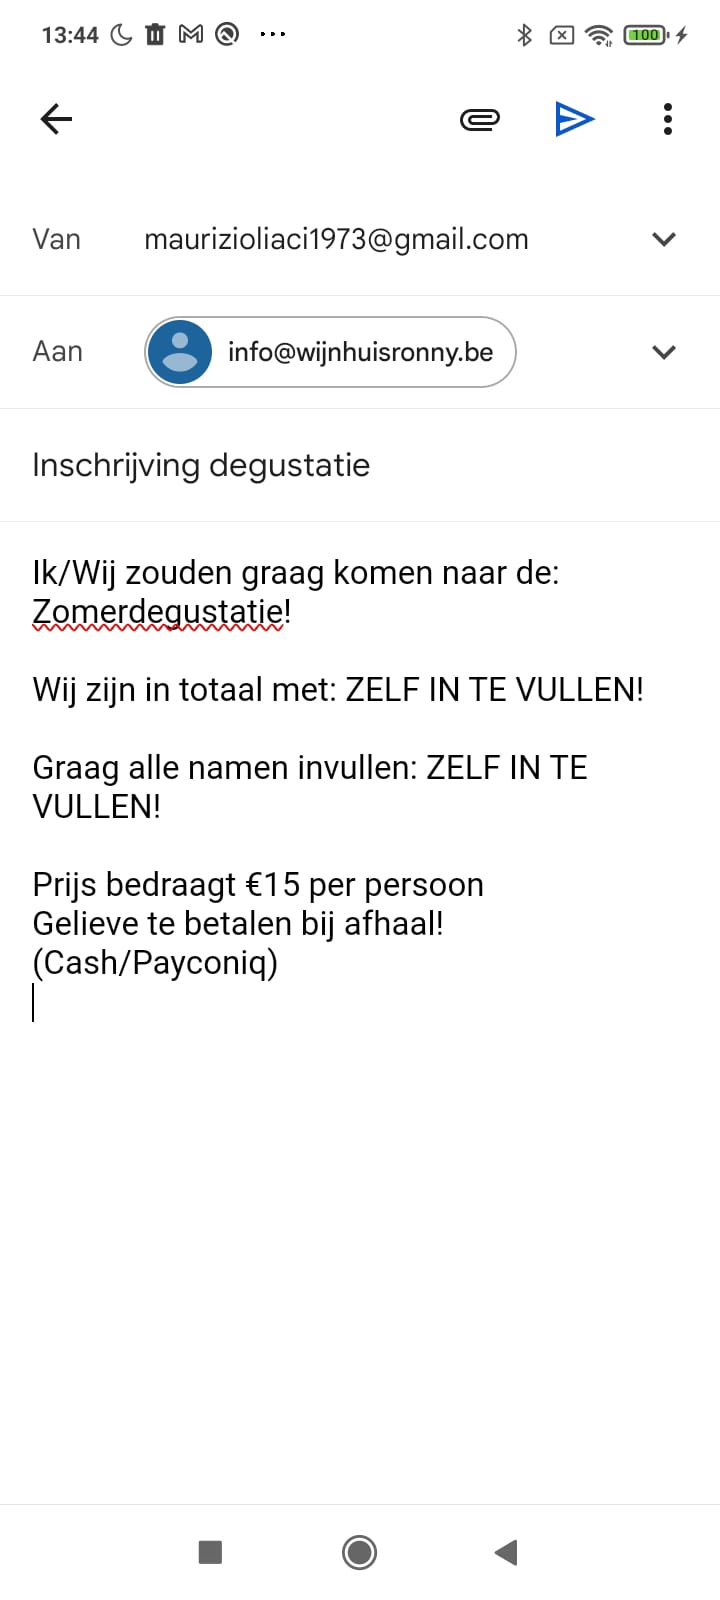 13:44
100
Van maurizioliaci1973@gmail.com
Aan info@wijnhuisronny.be
Inschrijving degustatie
Ik/Wij zouden graag komen naar de:
Zomerdegustatie!
Wij zijn in totaal met: ZELF IN TE VULLEN!
Graag alle namen invullen: ZELF IN TE
VULLEN!
Prijs bedraagt €15 per persoon
Gelieve te betalen bij afhaal!
(Cash/Payconiq)